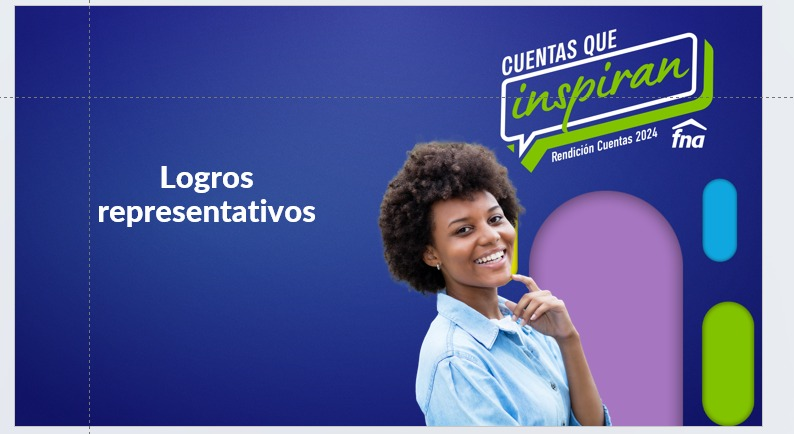 CUENTAS QUE
inspiran
Rendición Cuentas 2024
fna
Logros
representativos